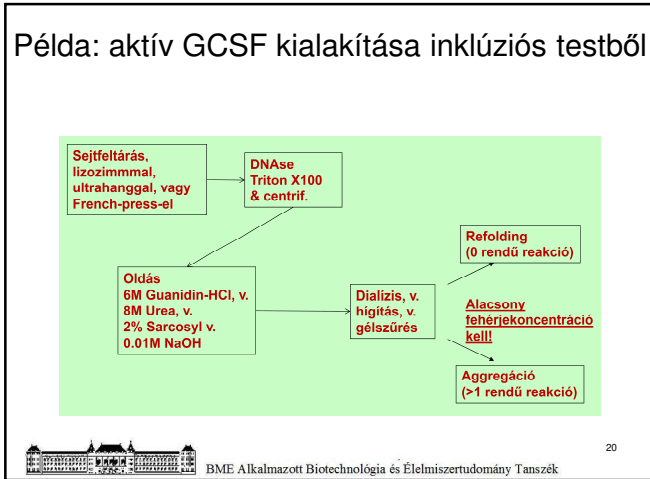 Példa: aktív GCSF kialakítása inklúziós testből
Sejtfeltárás,
lizozimmmal,
ultrahanggal, vagy
French-press-el
DNAse
Triton X100
& centrif.
Oldás
6M Guanidin-HCl, v.
8M Urea, v.
2% Sarcosyl v.
0.01M NaOH
Dialízis, v.
hígítás, v.
gélszűrés
Refolding
(0 rendű reakció)
Alacsony
fehérjekoncentráció
kell!
Aggregáció
(>1 rendű reakció)
20
BME Alkalmazott Biotechnológia és Élelmiszertudomány Tanszék